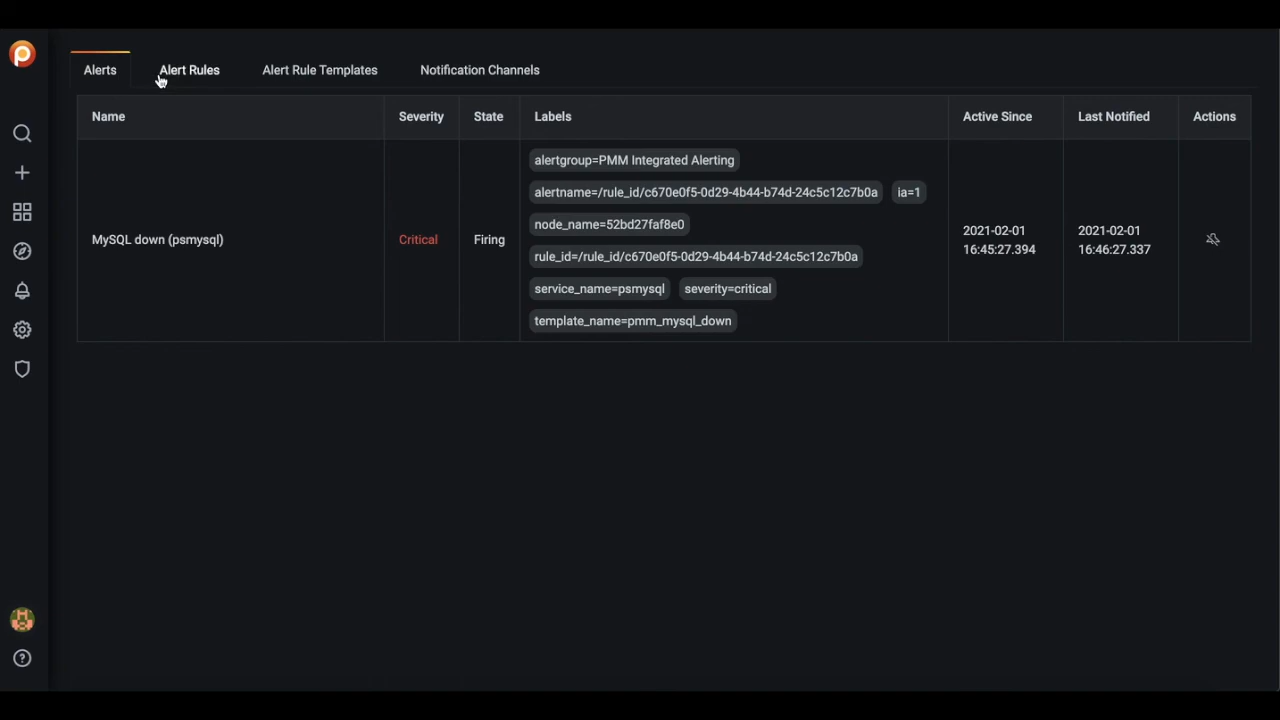 Alerts
Alert Rules
Alert Rule Templates
Notification Channels
Name
Severity
State
Labels
Active Since
Last Notified
Actions
MySQL down (psmysql)
Critical
Firing
alertgroup=PMM Integrated Alerting
alertname=/rule_id/c670e0f5-0d29-4b44-b74d-24c5c12c7b0a
ia=1
node_name=52bd27faf8e0
rule_id=/rule_id/c670e0f5-0d29-4b44-b74d-24c5c12c7b0a
service_name=psmysql
severity=critical
template_name=pmm_mysql_down
2021-02-01
16:45:27.394
2021-02-01
16:46:27.337